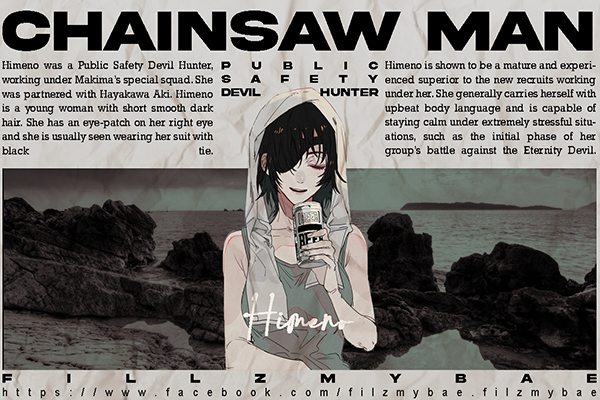 CHAINSAW MAN
Himeno was a Public Safety Devil Hunter,
working under Makima's special squad. She
was partnered with Hayakawa Aki. Himeno
is a young woman with short smooth dark
hair. She has an eye-patch on her right eye
and she is usually seen wearing her suit with
black tie.
PUBLIC
SAFETY
DEVIL HUNTER
Himeno is shown to be a mature and experi-
enced superior to the new recruits working
under her. She generally carries herself with
upbeat body language and is capable of
staying calm under extremely stressful situ-
ations, such as the initial phase of her
group's battle against the Eternity Devil.
BEER
Himeno
FILZMYBAE
https://www.facebook.com/filzmybae.filzmybae